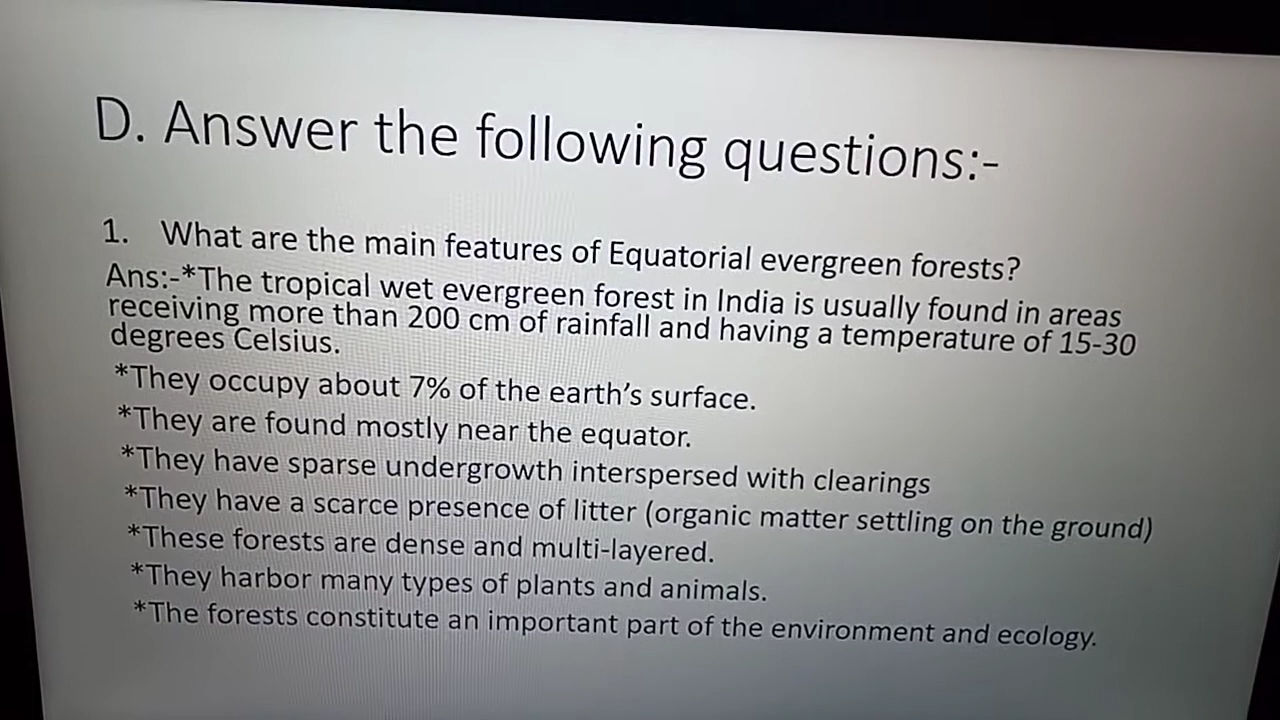 D. Answer the following questions:-
1. What are the main features of Equatorial evergreen forests?
Ans:-*The tropical wet evergreen forest in India is usually found in areas
receiving more than 200 cm of rainfall and having a temperature of 15-30
degrees Celsius.
*They occupy about 7% of the earth’s surface.
*They are found mostly near the equator.
*They have sparse undergrowth interspersed with clearings
*They have a scarce presence of litter (organic matter settling on the ground)
*These forests are dense and multi-layered.
*They harbor many types of plants and animals.
*The forests constitute an important part of the environment and ecology.